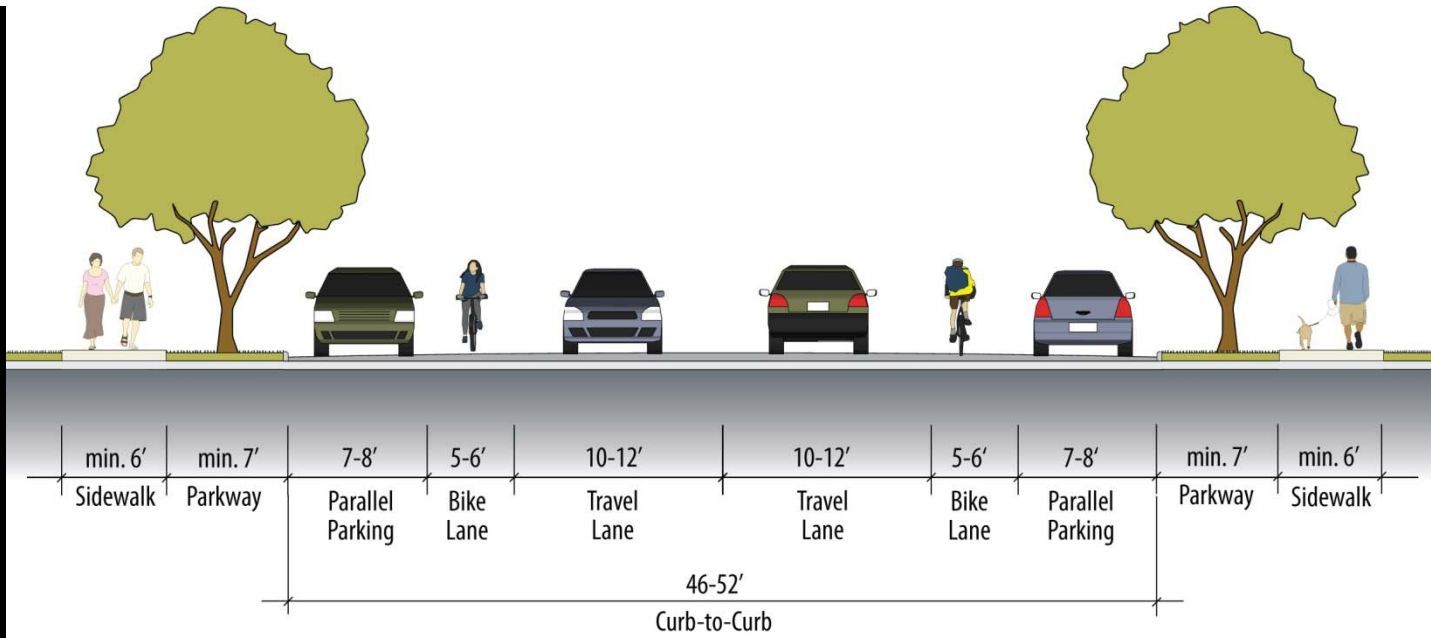 min. 6′ min. 7′ 7-8′ 5-6′ 10-12′ 10-12′ 5-6′ 7-8′ min. 7′ min. 6′
Sidewalk Parkway Parallel Bike Travel Travel Bike Parallel Parkway Sidewalk
Parking Lane Lane Lane Lane Parking
46-52′
Curb-to-Curb